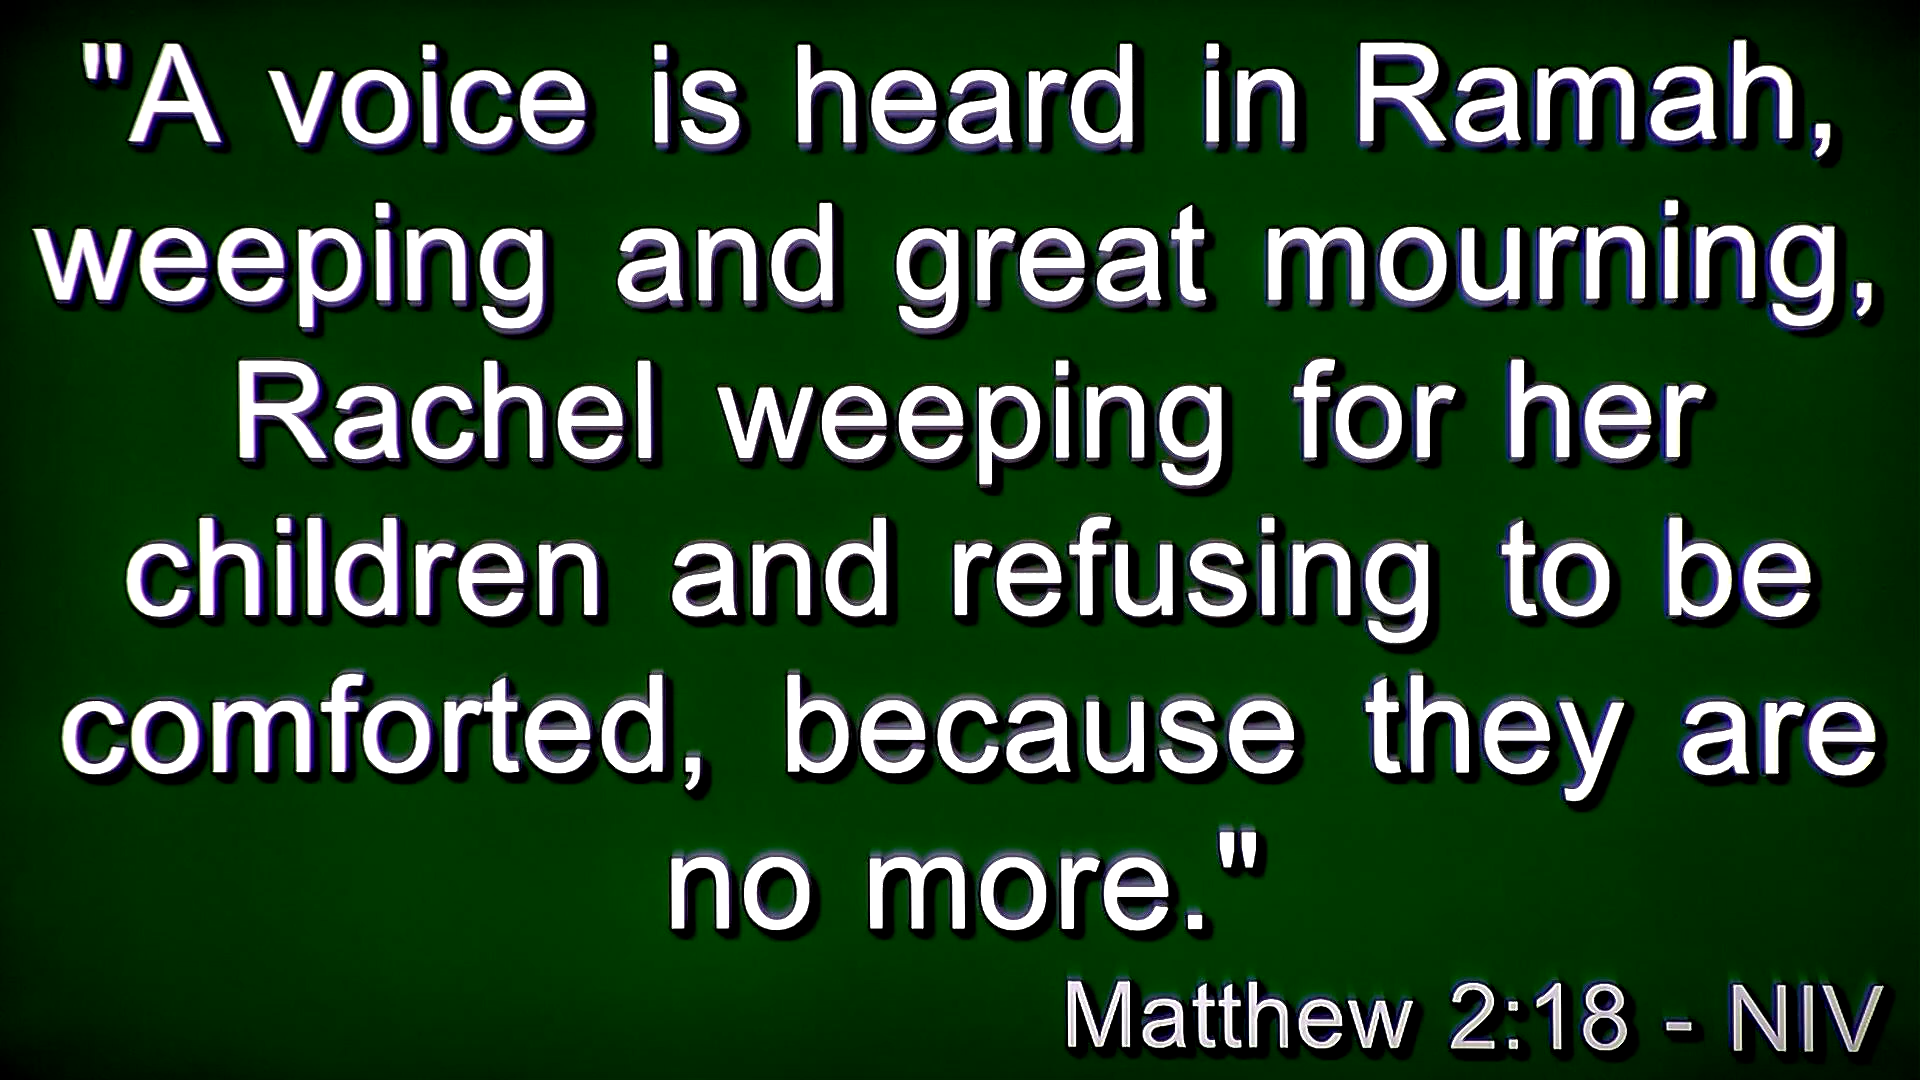 "A voice is heard in Ramah,
weeping and great mourning,
Rachel weeping for her
children and refusing to be
comforted, because they are
no more."
Matthew 2:18 - NIV